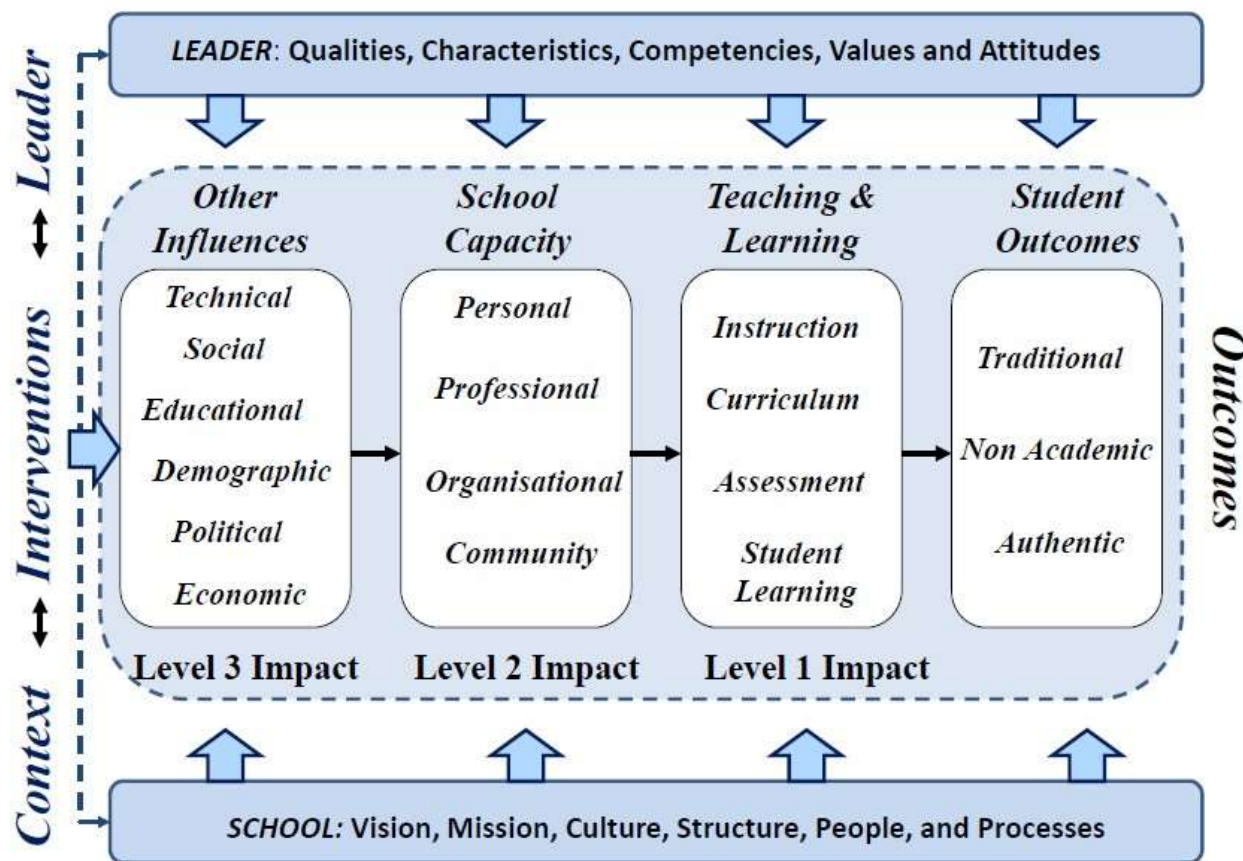 LEADER: Qualities, Characteristics, Competencies, Values and Attitudes
Leader
Interventions
Context
Other
Influences
Technical
Social
Educational
Demographic
Political
Economic
Level 3 Impact
School
Capacity
Personal
Professional
Organisational
Community
Level 2 Impact
Teaching &
Learning
Instruction
Curriculum
Assessment
Student
Learning
Level 1 Impact
Student
Outcomes
Traditional
Non Academic
Authentic
Outcomes
SCHOOL: Vision, Mission, Culture, Structure, People, and Processes